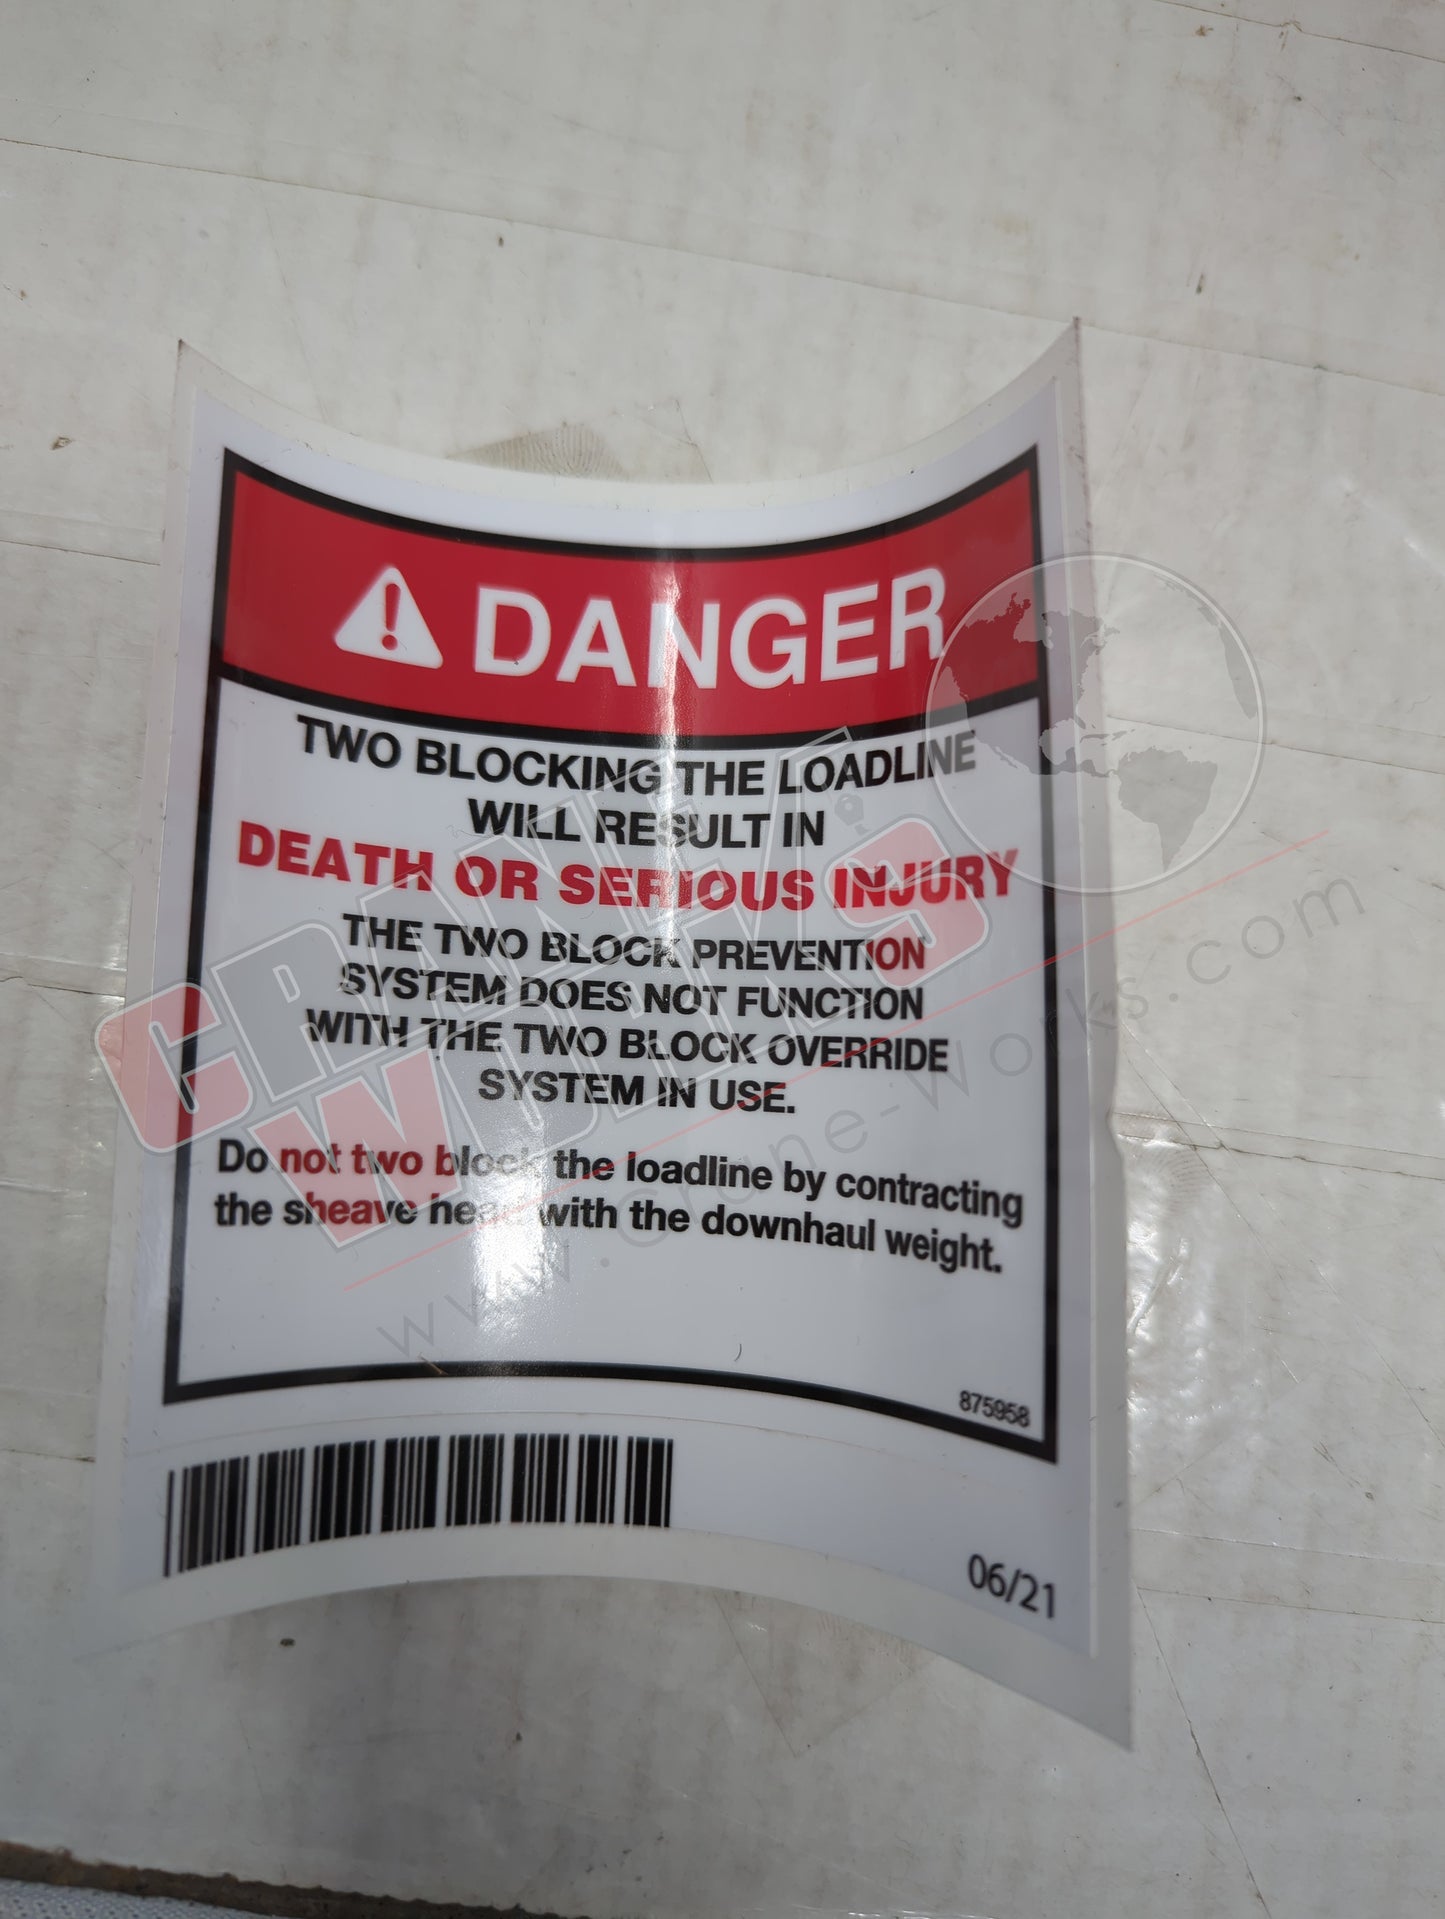 DANGER
TWO BLOCKING THE LOADLINE
WILL RESULT IN
DEATH OR SERIOUS INJURY
THE TWO BLOCK PREVENTION
SYSTEM DOES NOT FUNCTION
WITH THE TWO BLOCK OVERRIDE
SYSTEM IN USE.
Do not two block the loadline by contracting
the sheave head with the downhaul weight.
875958
06/21
CRANE
WORKS
www.crane-works.com